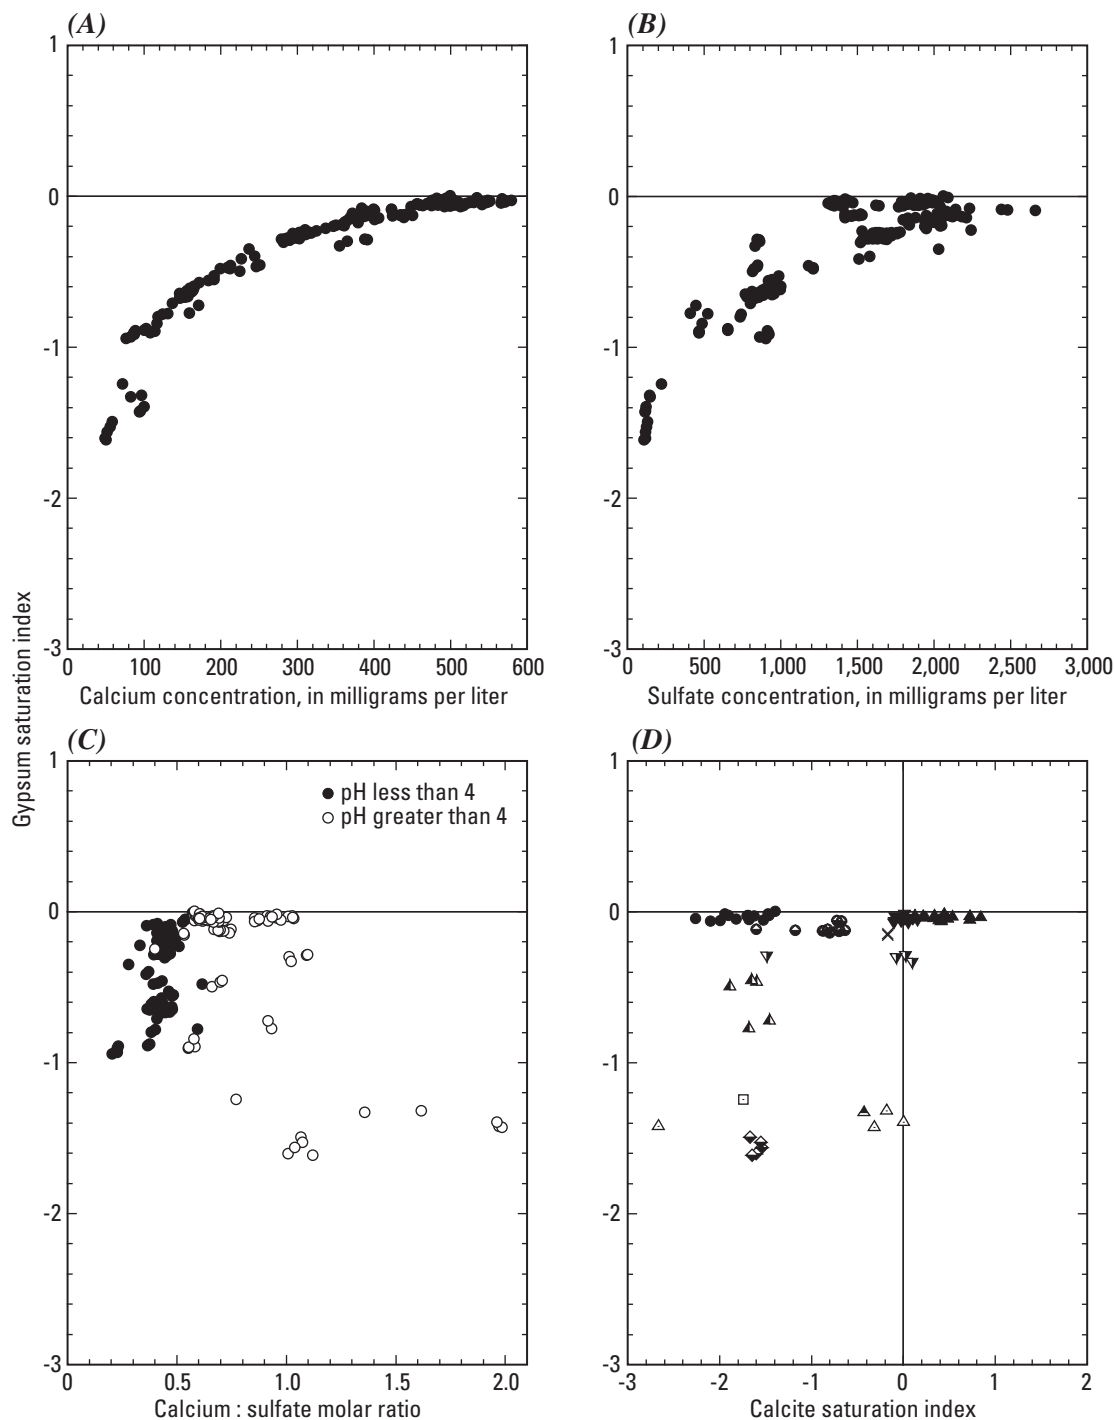 (A)
1
0
-1
-2
-3
0 100 200 300 400 500 600
Calcium concentration, in milligrams per liter
(B)
1
0
-1
-2
-3
0 500 1,000 1,500 2,000 2,500 3,000
Sulfate concentration, in milligrams per liter
Gypsum saturation index
(C)
pH less than 4
pH greater than 4
1
0
-1
-2
-3
0 0.5 1.0 1.5 2.0
Calcium : sulfate molar ratio
(D)
1
0
-1
-2
-3
-3 -2 -1 0 1 2
Calcite saturation index